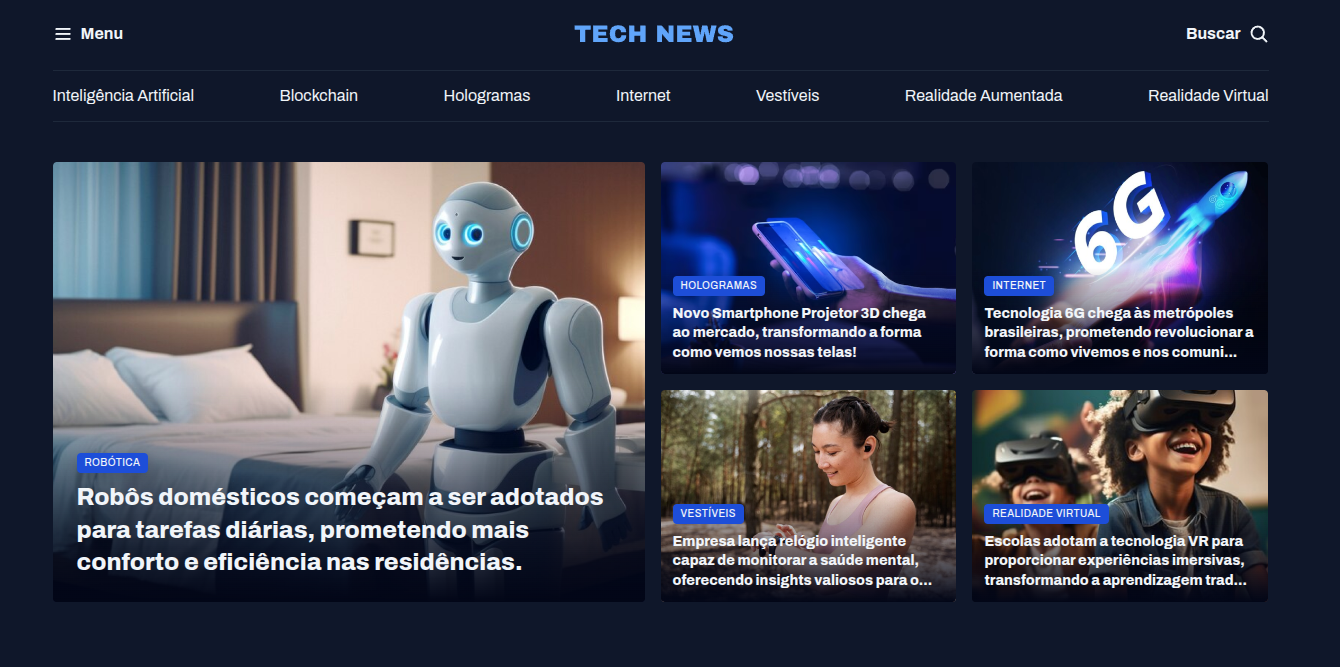 Menu
TECH NEWS
Buscar
Inteligência Artificial
Blockchain
Hologramas
Internet
Vestíveis
Realidade Aumentada
Realidade Virtual
ROBÓTICA
Robôs domésticos começam a ser adotados
para tarefas diárias, prometendo mais
conforto e eficiência nas residências.
HOLOGRAMAS
Novo Smartphone Projetor 3D chega
ao mercado, transformando a forma
como vemos nossas telas!
6G
INTERNET
Tecnologia 6G chega às metrópoles
brasileiras, prometendo revolucionar a
forma como vivemos e nos comuni...
VESTÍVEIS
Empresa lança relógio inteligente
capaz de monitorar a saúde mental,
oferecendo insights valiosos para o...
REALIDADE VIRTUAL
Escolas adotam a tecnologia VR para
proporcionar experiências imersivas,
transformando a aprendizagem trad...